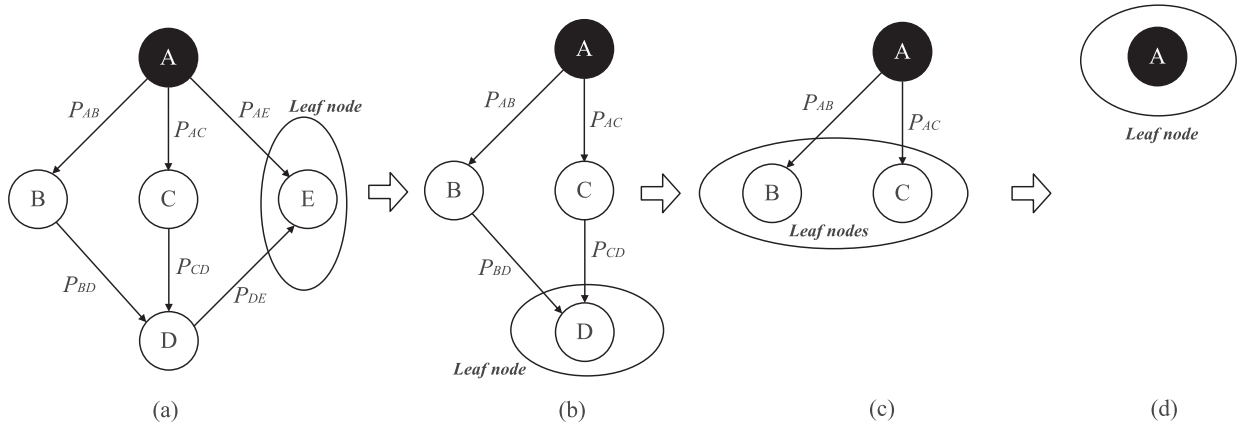 A
P_AB
P_AC
P_AE
Leaf node
B
C
E
P_BD
P_CD
P_DE
D
(a)
A
P_AB
P_AC
B
C
P_BD
P_CD
D
Leaf node
(b)
A
P_AB
P_AC
B
C
Leaf nodes
(c)
A
Leaf node
(d)